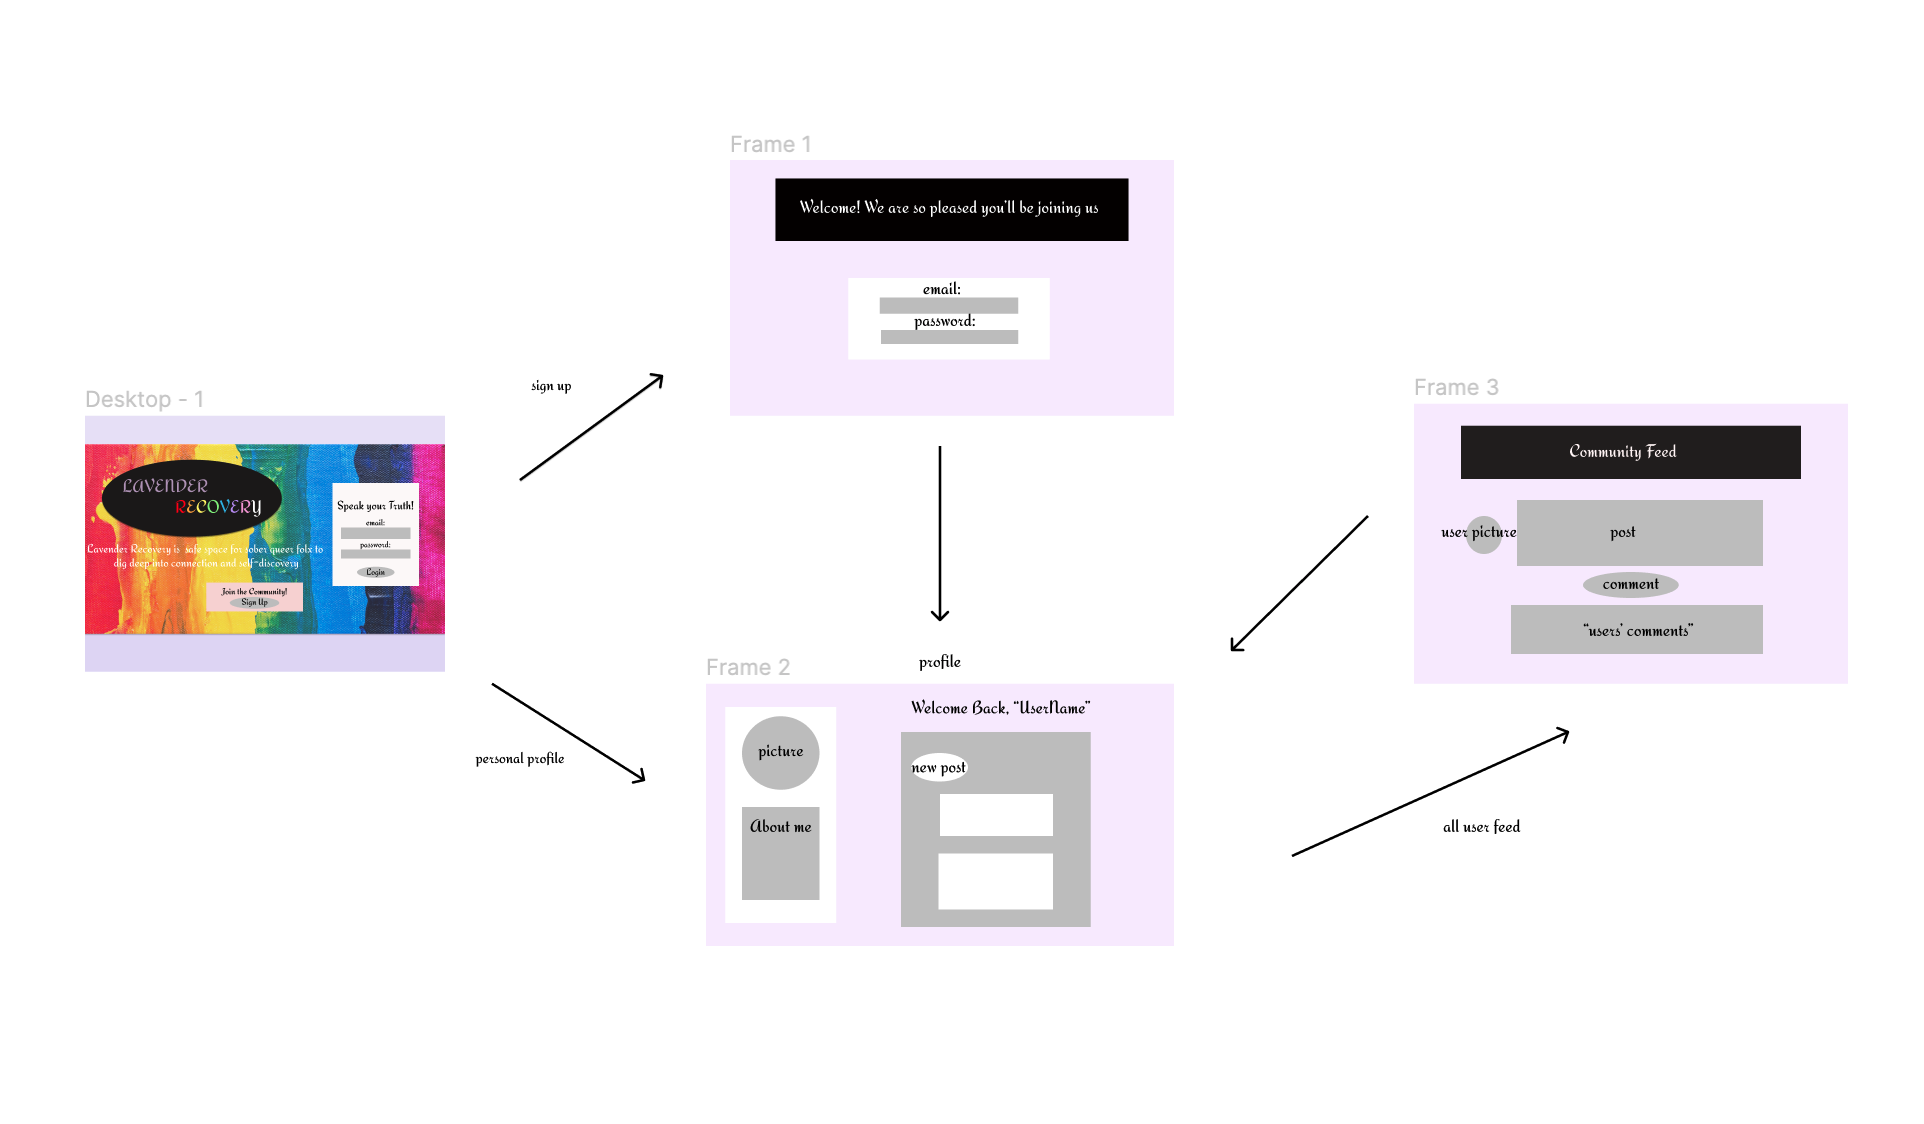 Frame 1
Welcome! We are so pleased you'll be joining us
email:
password:
sign up
Desktop - 1
LAVENDER
RECOVERY
Lavender Recovery is safe space for sober queer folx to
dig deep into connection and self-discovery
Join the Community!
Sign Up
Speak your Truth!
email:
password:
Login
personal profile
profile
Frame 2
picture
About me
Welcome Back, “UserName”
new post
Frame 3
Community Feed
user picture
post
comment
“users’ comments”
all user feed